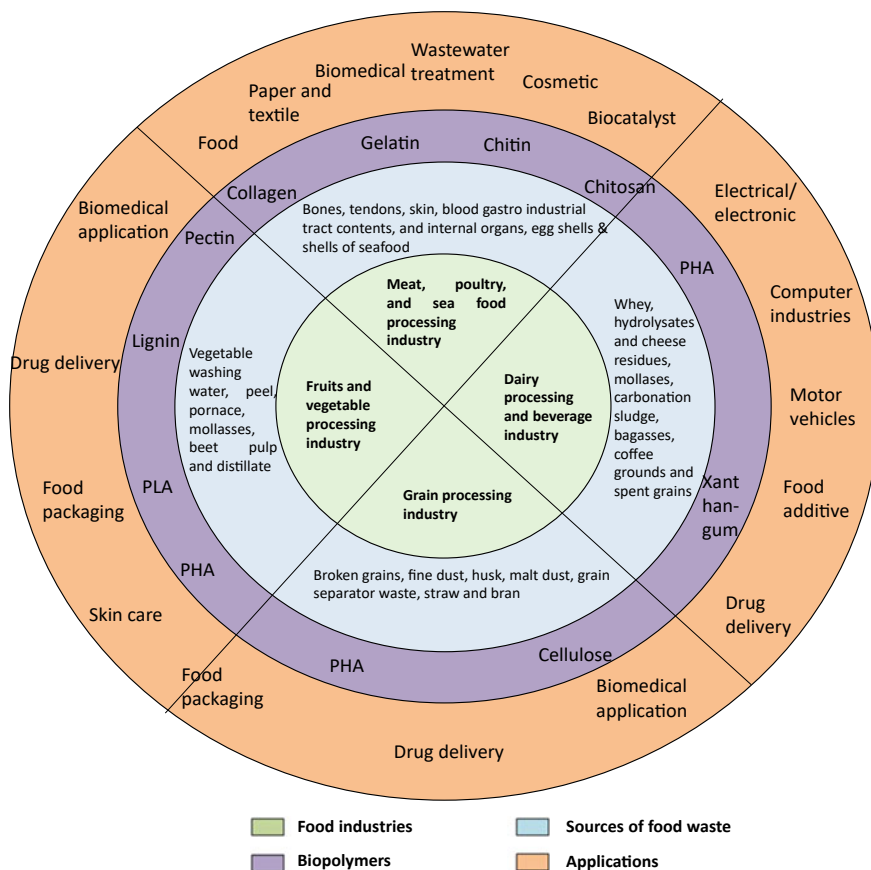 Wastewater
treatment
Biomedical
Cosmetic
Paper and
textile
Biocatalyst
Food
Gelatin
Chitin
Collagen
Chitosan
Electrical/
electronic
Biomedical
application
Pectin
Bones, tendons, skin, blood gastro industrial
tract contents, and internal organs, egg shells &
shells of seafood
PHA
Meat, poultry,
and sea food
processing
industry
Whey,
hydrolysates
and cheese
residues,
mollases,
carbonation
sludge,
bagasses,
coffee
grounds and
spent grains
Computer
industries
Lignin
Drug delivery
Vegetable
washing
water, peel,
pornace,
mollasses,
beet pulp
and distillate
Fruits and
vegetable
processing
industry
Dairy
processing
and beverage
industry
Motor
vehicles
Food
packaging
PLA
Grain processing
industry
Xant
han-
gum
Food
additive
PHA
Broken grains, fine dust, husk, malt dust, grain
separator waste, straw and bran
Skin care
Drug
delivery
Food
packaging
PHA
Cellulose
Biomedical
application
Drug delivery
Food industries
Sources of food waste
Biopolymers
Applications